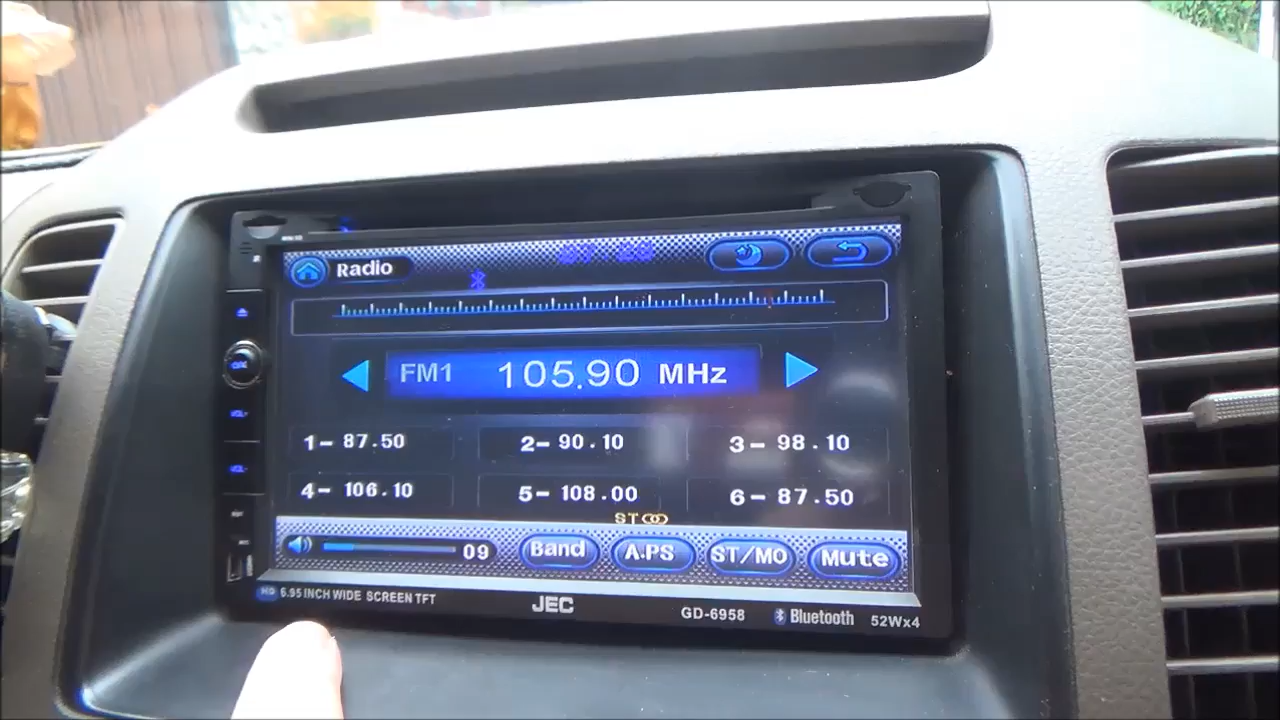 Radio
FM1 105.90 MHz
1- 87.50 2- 90.10 3- 98.10
4- 106.10 5- 108.00 6- 87.50
ST
09 Band A.PS ST/MO Mute
HD 6.95 INCH WIDE SCREEN TFT JEC GD-6958 Bluetooth 52Wx4